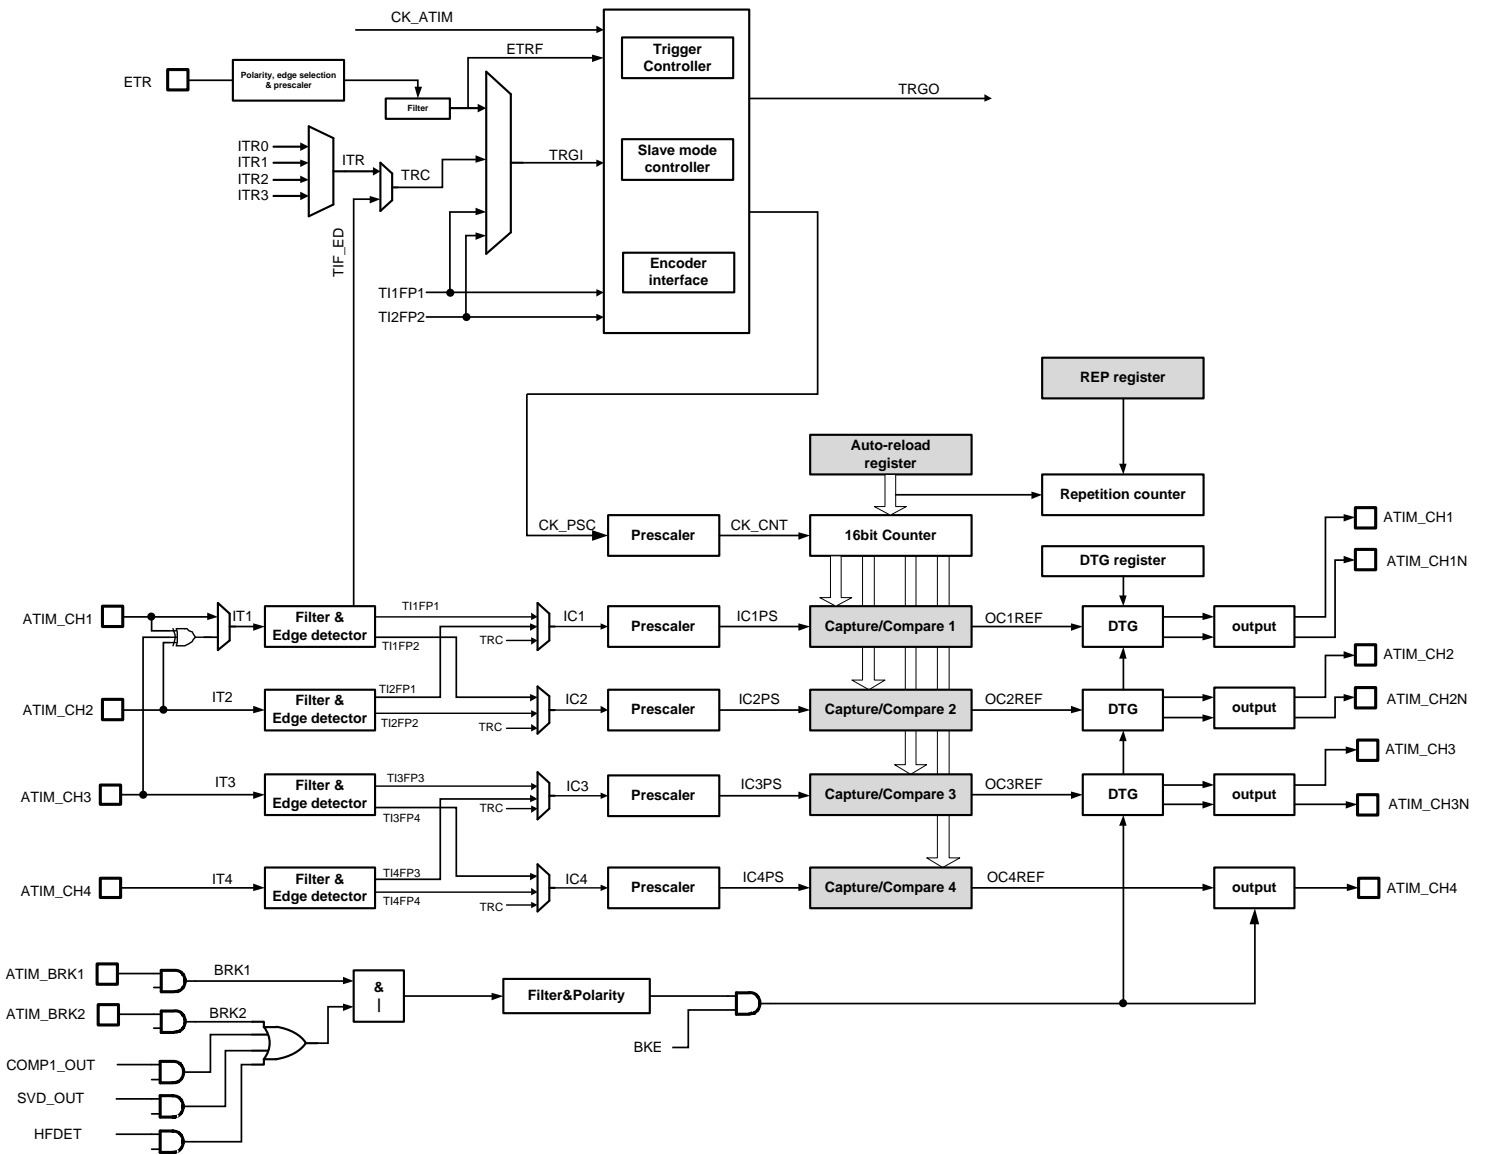 CK_ATIM
ETRF
ETR
Polarity, edge selection
& prescaler
Filter
Trigger
Controller
TRGO
ITR0
ITR1
ITR2
ITR3
ITR
TRC
TRGI
Slave mode
controller
TIF_ED
Encoder
interface
TI1FP1
TI2FP2
REP register
Auto-reload
register
Repetition counter
CK_PSC
Prescaler
CK_CNT
16bit Counter
DTG register
ATIM_CH1
ATIM_CH1N
ATIM_CH1
IT1
Filter &
Edge detector
TI1FP1
TI1FP2
TRC
IC1
Prescaler
IC1PS
Capture/Compare 1
OC1REF
DTG
output
ATIM_CH2
ATIM_CH2N
ATIM_CH2
IT2
Filter &
Edge detector
TI2FP1
TI2FP2
TRC
IC2
Prescaler
IC2PS
Capture/Compare 2
OC2REF
DTG
output
ATIM_CH3
ATIM_CH3N
ATIM_CH3
IT3
Filter &
Edge detector
TI3FP3
TI3FP4
TRC
IC3
Prescaler
IC3PS
Capture/Compare 3
OC3REF
DTG
output
ATIM_CH4
IT4
Filter &
Edge detector
TI4FP3
TI4FP4
TRC
IC4
Prescaler
IC4PS
Capture/Compare 4
OC4REF
output
ATIM_CH4
ATIM_BRK1
BRK1
ATIM_BRK2
BRK2
&
|
Filter&Polarity
BKE
COMP1_OUT
SVD_OUT
HFDET